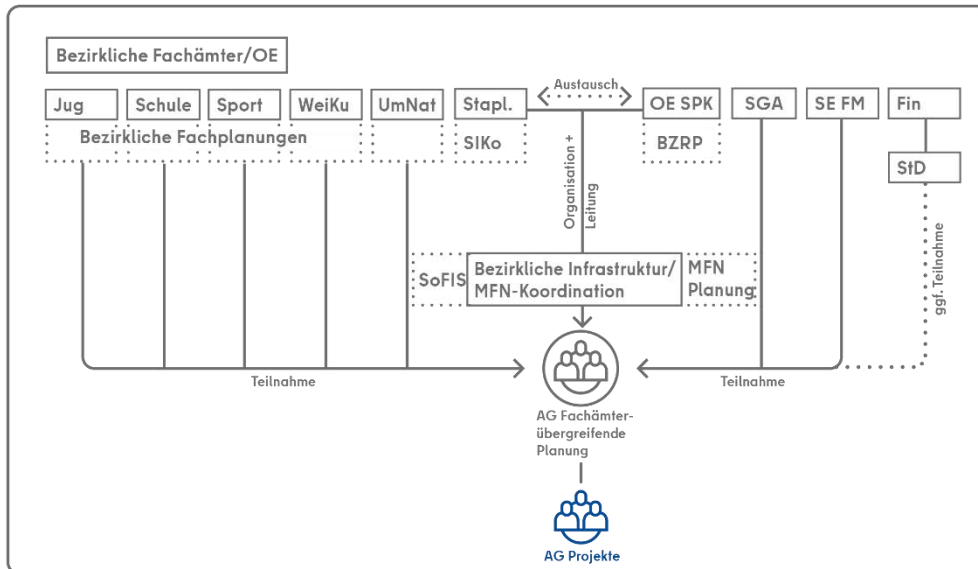 Bezirkliche Fachämter/OE
Austausch
Jug
Schule
Sport
WeiKu
UmNat
Stapl.
OE SPK
SGA
SE FM
Fin
Bezirkliche Fachplanungen
SIKo
BZRP
StD
Organisation +
Leitung
ggf. Teilnahme
SoFIS
Bezirkliche Infrastruktur/
MFN-Koordination
MFN
Planung
Teilnahme
Teilnahme
AG Fachämter-
übergreifende
Planung
AG Projekte